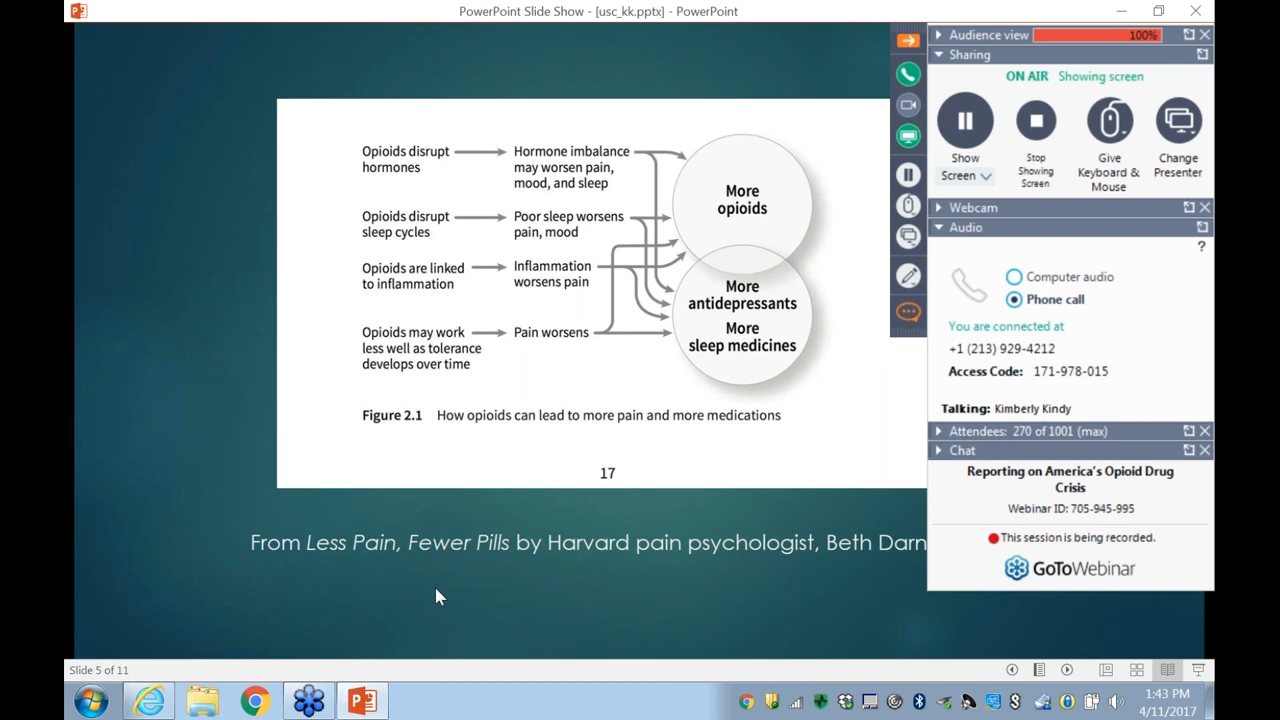 PowerPoint Slide Show - [usc_kk.pptx] - PowerPoint
Opioids disrupt
hormones
Hormone imbalance
may worsen pain,
mood, and sleep
Opioids disrupt
sleep cycles
Poor sleep worsens
pain, mood
Opioids are linked
to inflammation
Inflammation
worsens pain
Opioids may work
less well as tolerance
develops over time
Pain worsens
More
opioids
More
antidepressants
More
sleep medicines
Figure 2.1 How opioids can lead to more pain and more medications
17
From Less Pain, Fewer Pills by Harvard pain psychologist, Beth Darn
Audience view 100%
Sharing
ON AIR Showing screen
Show
Screen
Stop
Showing
Screen
Give
Keyboard &
Mouse
Change
Presenter
Webcam
Audio
?
Computer audio
Phone call
You are connected at
+1 (213) 929-4212
Access Code: 171-978-015
Talking: Kimberly Kindy
Attendees: 270 of 1001 (max)
Chat
Reporting on America's Opioid Drug
Crisis
Webinar ID: 705-945-995
This session is being recorded.
GoToWebinar
Slide 5 of 11
1:43 PM
4/11/2017